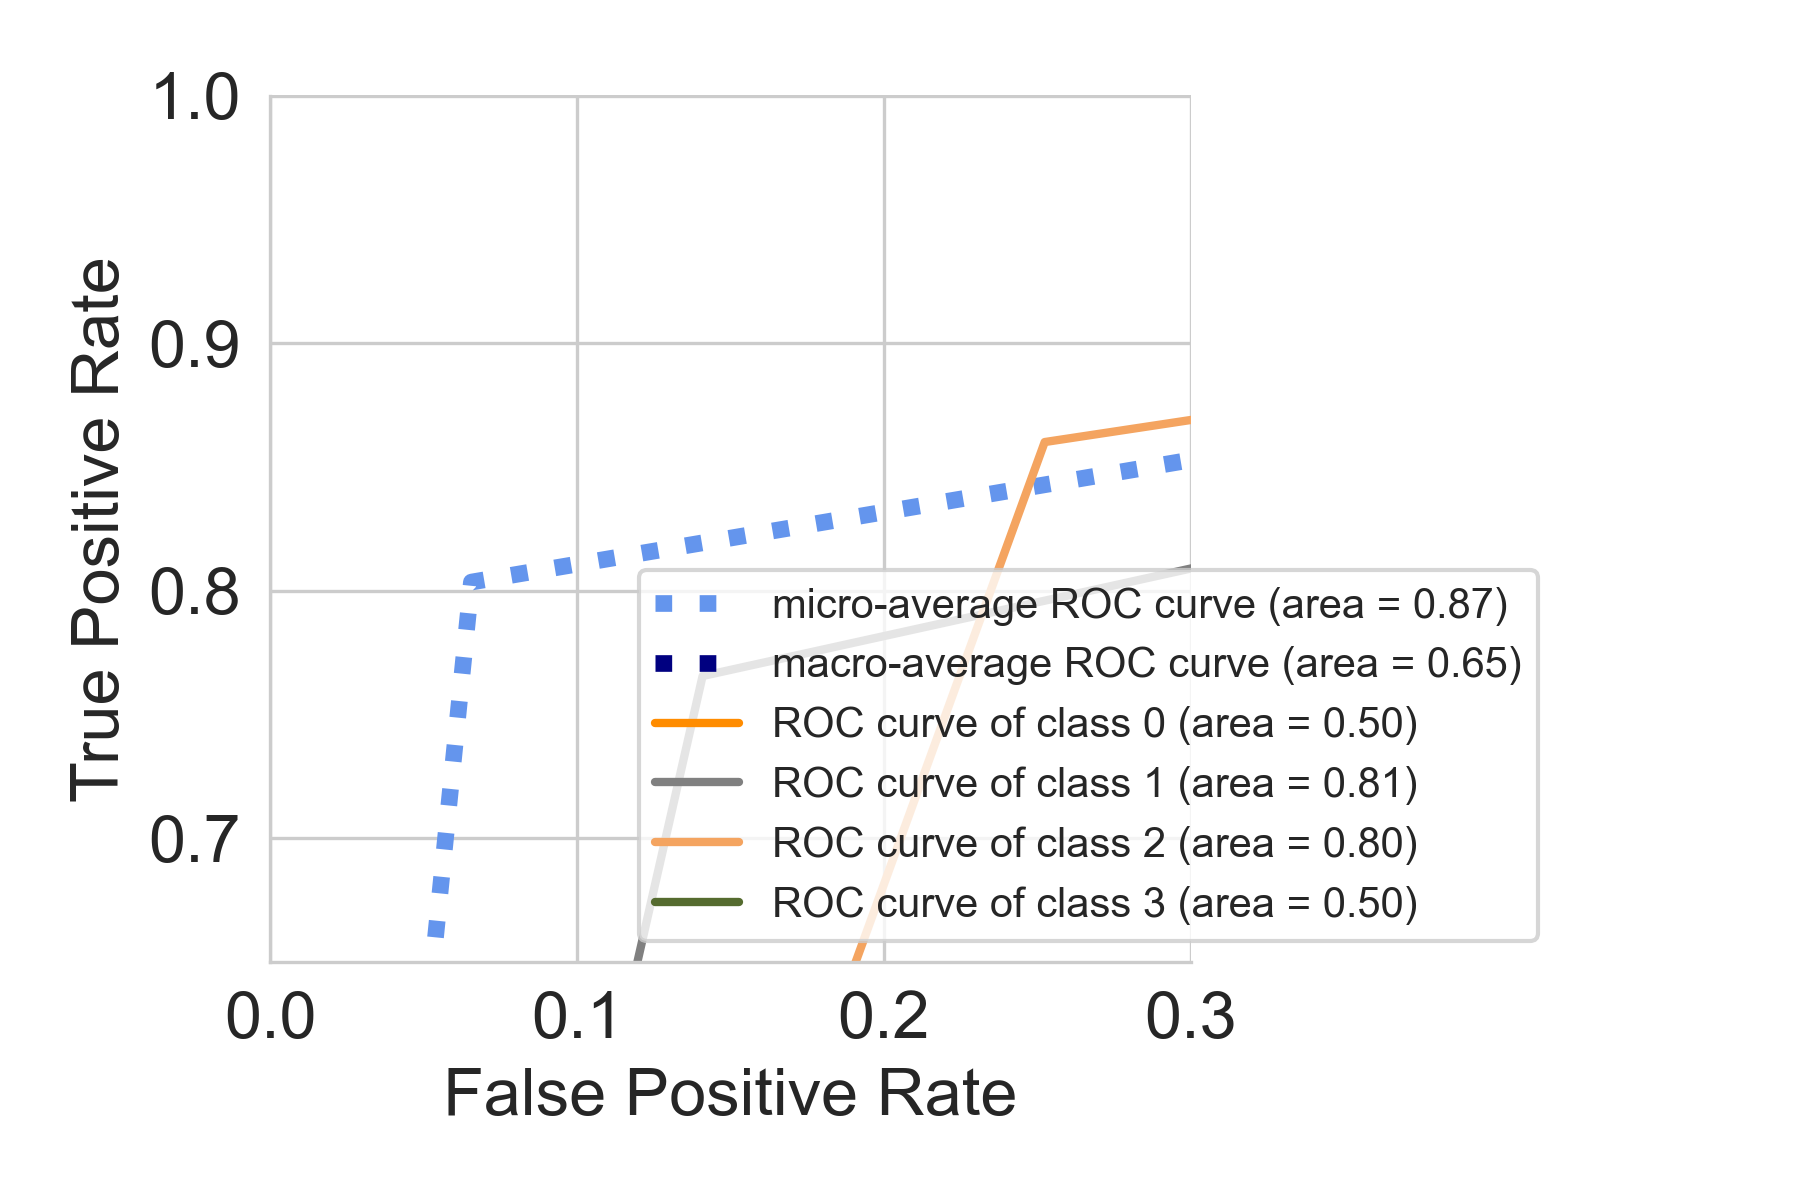 1.0
0.9
0.8
0.7
True Positive Rate
micro-average ROC curve (area = 0.87)
macro-average ROC curve (area = 0.65)
ROC curve of class 0 (area = 0.50)
ROC curve of class 1 (area = 0.81)
ROC curve of class 2 (area = 0.80)
ROC curve of class 3 (area = 0.50)
0.0 0.1 0.2 0.3
False Positive Rate